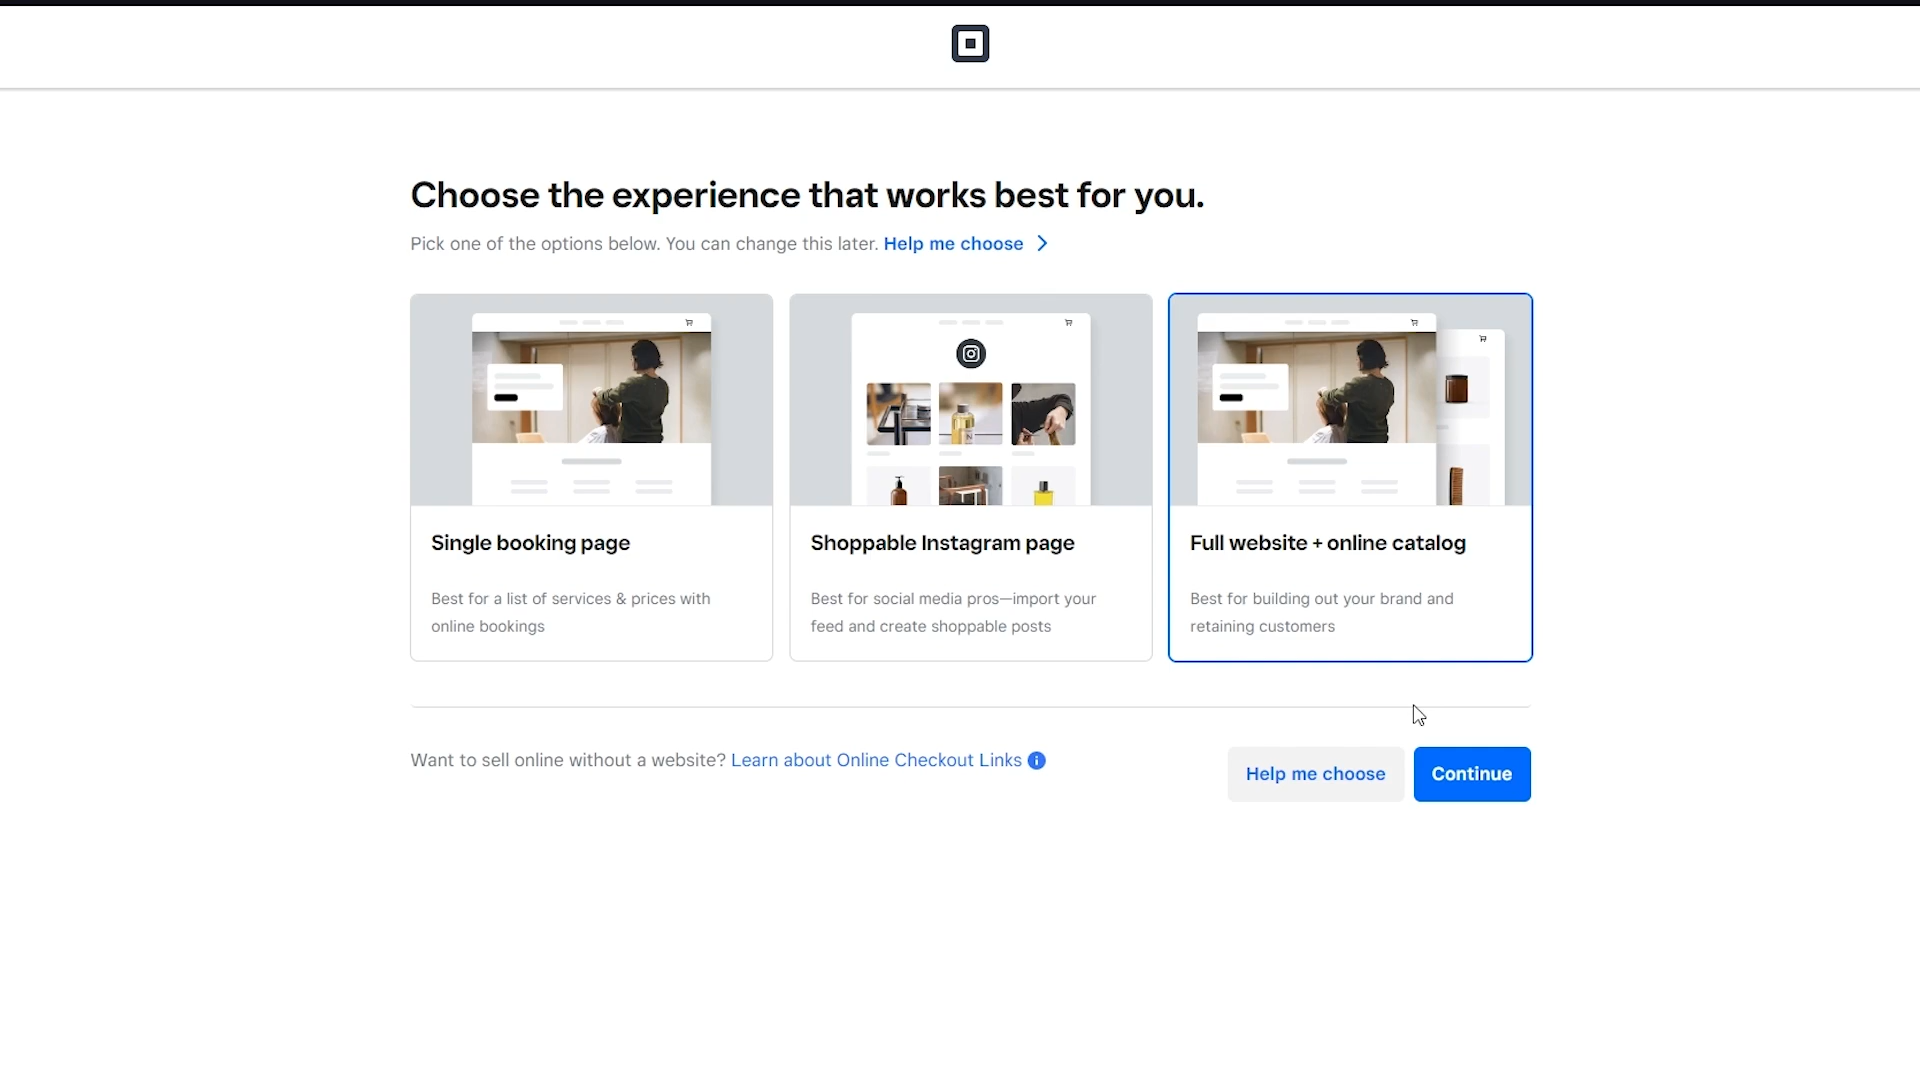 Choose the experience that works best for you.
Pick one of the options below. You can change this later. Help me choose
Single booking page
Best for a list of services & prices with
online bookings
Shoppable Instagram page
Best for social media pros—import your
feed and create shoppable posts
Full website + online catalog
Best for building out your brand and
retaining customers
Want to sell online without a website? Learn about Online Checkout Links
Help me choose
Continue